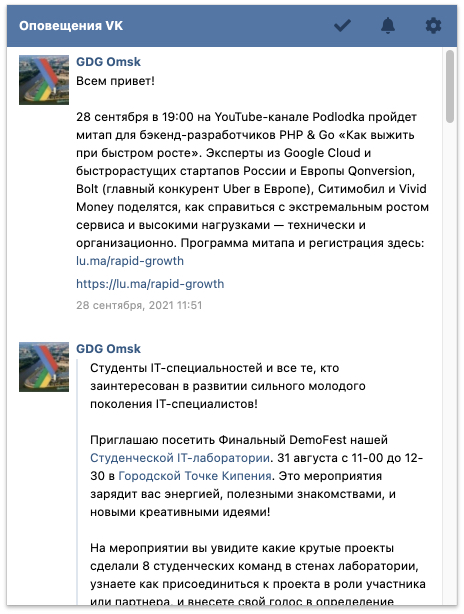 Оповещения VK
GDG Omsk
Всем привет!
28 сентября в 19:00 на YouTube-канале Podlodka пройдет
митап для бэкенд-разработчиков PHP & Go «Как выжить
при быстром росте». Эксперты из Google Cloud и
быстрорастущих стартапов России и Европы Qonversion,
Bolt (главный конкурент Uber в Европе), Ситимобил и Vivid
Money поделятся, как справиться с экстремальным ростом
сервиса и высокими нагрузками — технически и
организационно. Программа митапа и регистрация здесь:
lu.ma/rapid-growth
https://lu.ma/rapid-growth
28 сентября, 2021 11:51
GDG Omsk
Студенты IT-специальностей и все те, кто
заинтересован в развитии сильного молодого
поколения IT-специалистов!
Приглашаю посетить Финальный DemoFest нашей
Студенческой IT-лаборатории. 31 августа с 11-00 до 12-
30 в Городской Точке Кипения. Это мероприятия
зарядит вас энергией, полезными знакомствами, и
новыми креативными идеями!
На мероприятии вы увидите какие крутые проекты
сделали 8 студенческих команд в стенах лаборатории,
узнаете как присоединиться к проекта в роли участника
или партнера, и внесете свой голос в определение